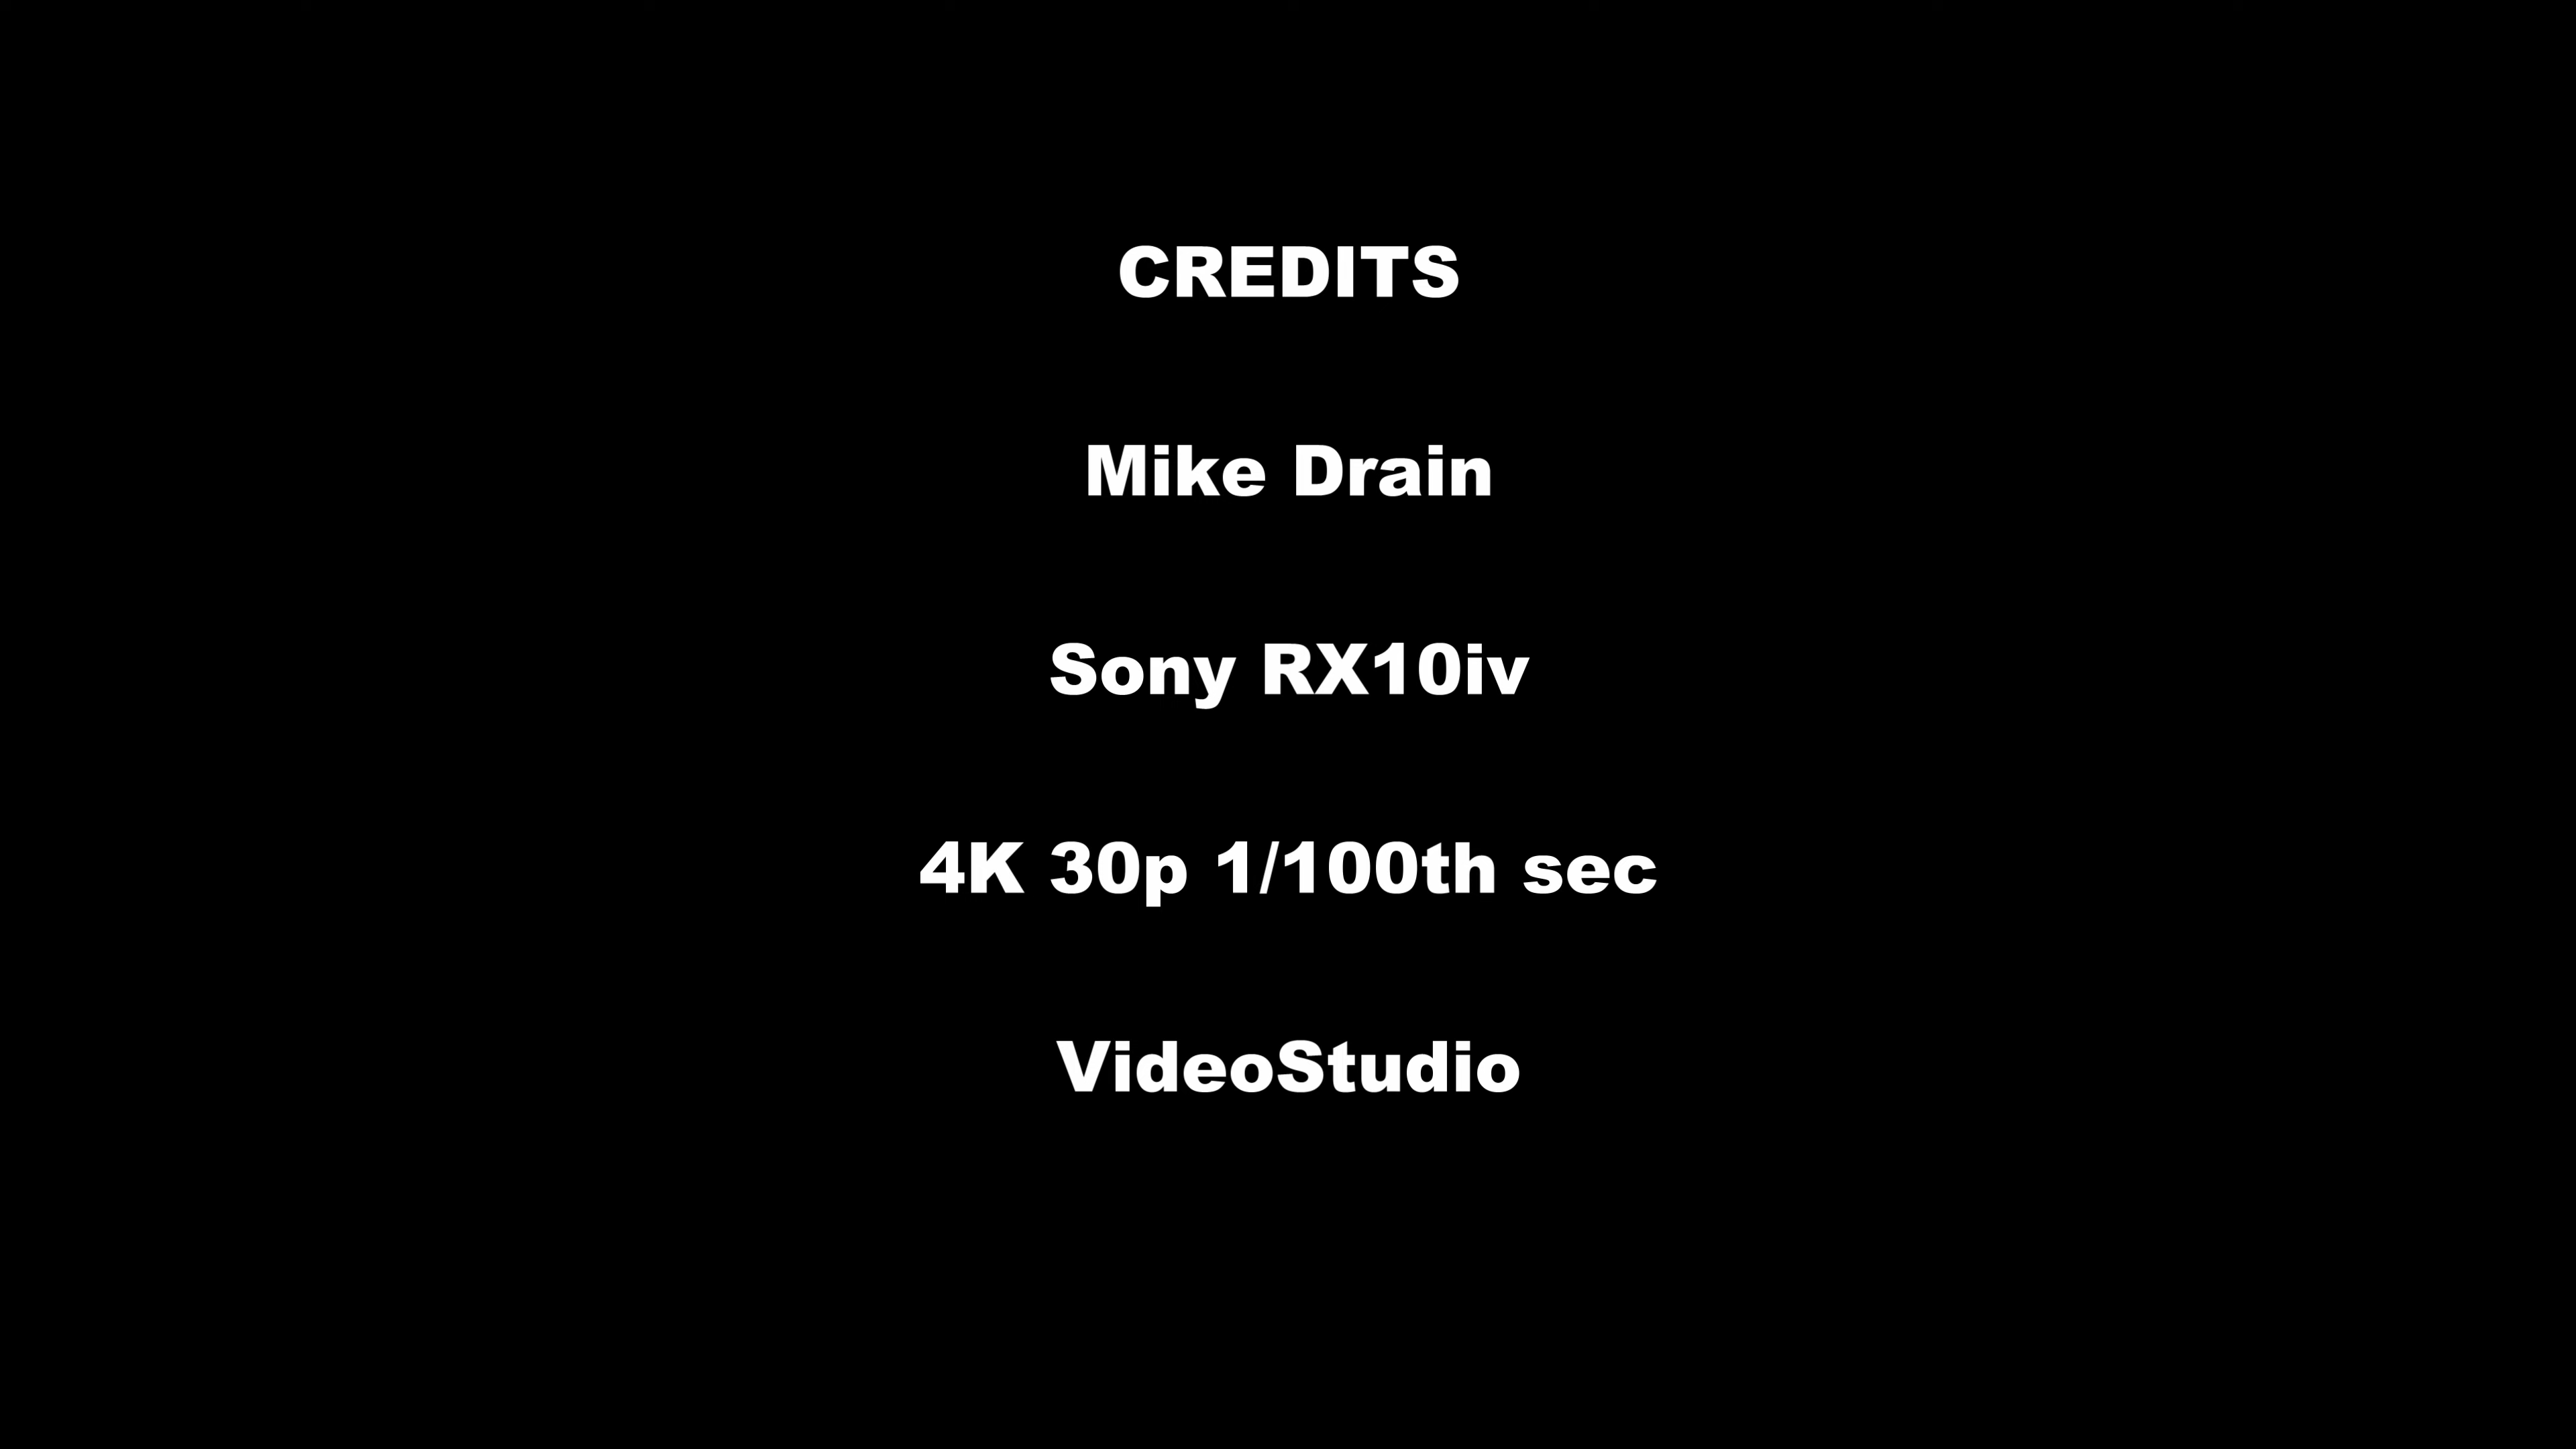 CREDITS
Mike Drain
Sony RX10iv
4K 30p 1/100th sec
VideoStudio